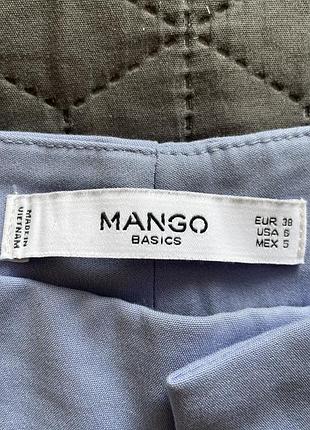 MADE IN
VIETNAM
MANGO
BASICS
EUR 38
USA 6
MEX 5